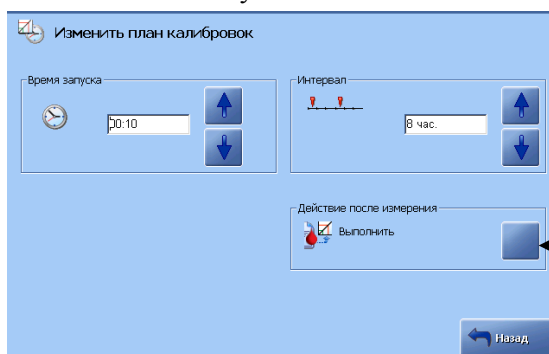 Изменить план калибровок
Время запуска
00:10
Интервал
8 час.
Действие после измерения
Выполнить
Назад